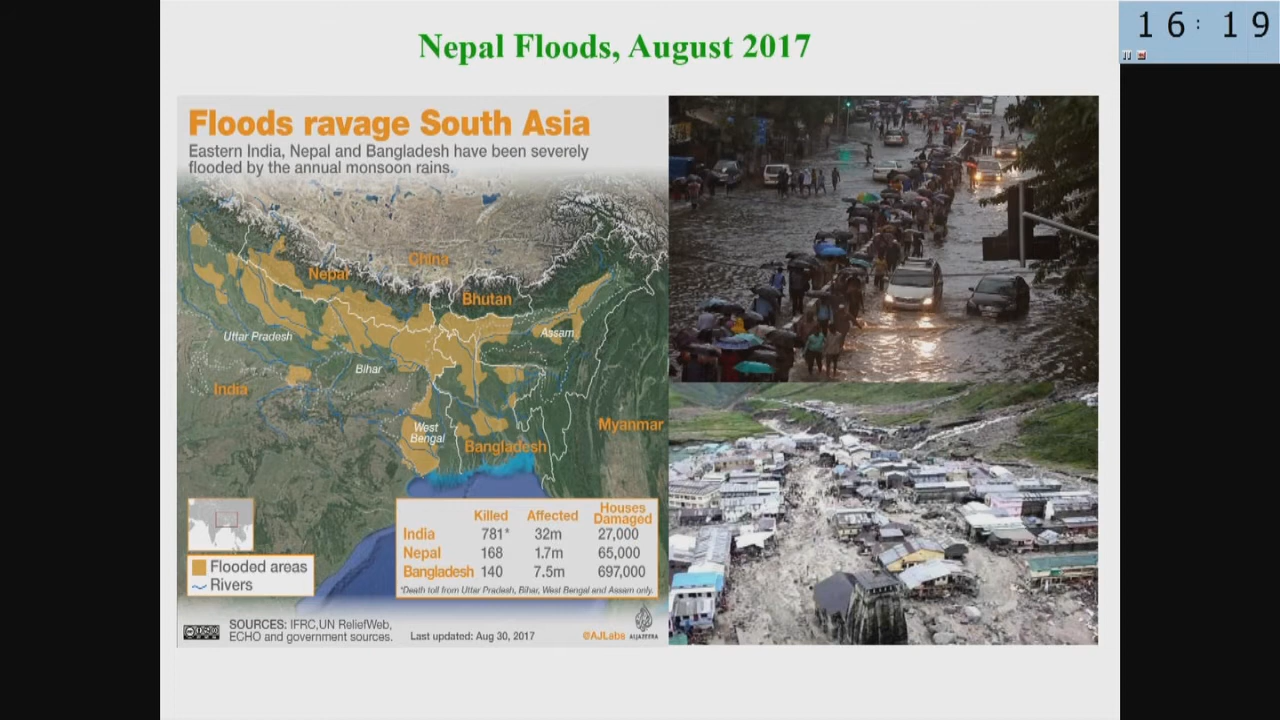 16:19
Nepal Floods, August 2017
Floods ravage South Asia
Eastern India, Nepal and Bangladesh have been severely
flooded by the annual monsoon rains.
China
Nepal
Bhutan
Uttar Pradesh
Assam
Bihar
India
West
Bengal
Myanmar
Bangladesh
Killed Affected Houses Damaged
India 781* 32m 27,000
Nepal 168 1.7m 65,000
Bangladesh 140 7.5m 697,000
*Death toll from Uttar Pradesh, Bihar, West Bengal and Assam only.
Flooded areas
Rivers
SOURCES: IFRC,UN ReliefWeb,
ECHO and government sources.
Last updated: Aug 30, 2017
@AJLabs
ALJAZEERA